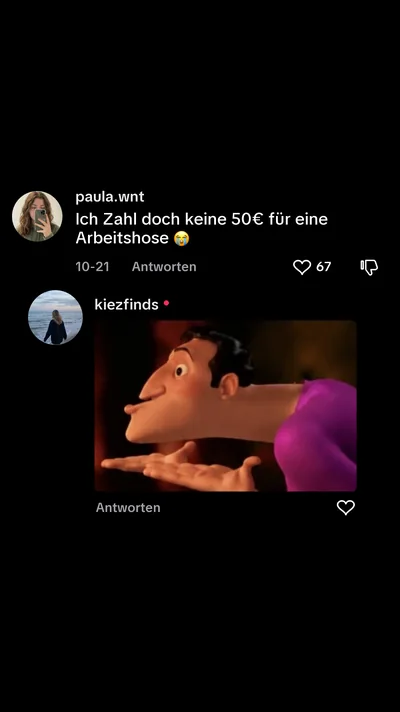 paula.wnt
Ich Zahl doch keine 50€ für eine
Arbeitshose 😭
10-21 Antworten 67
kiezfinds
Antworten